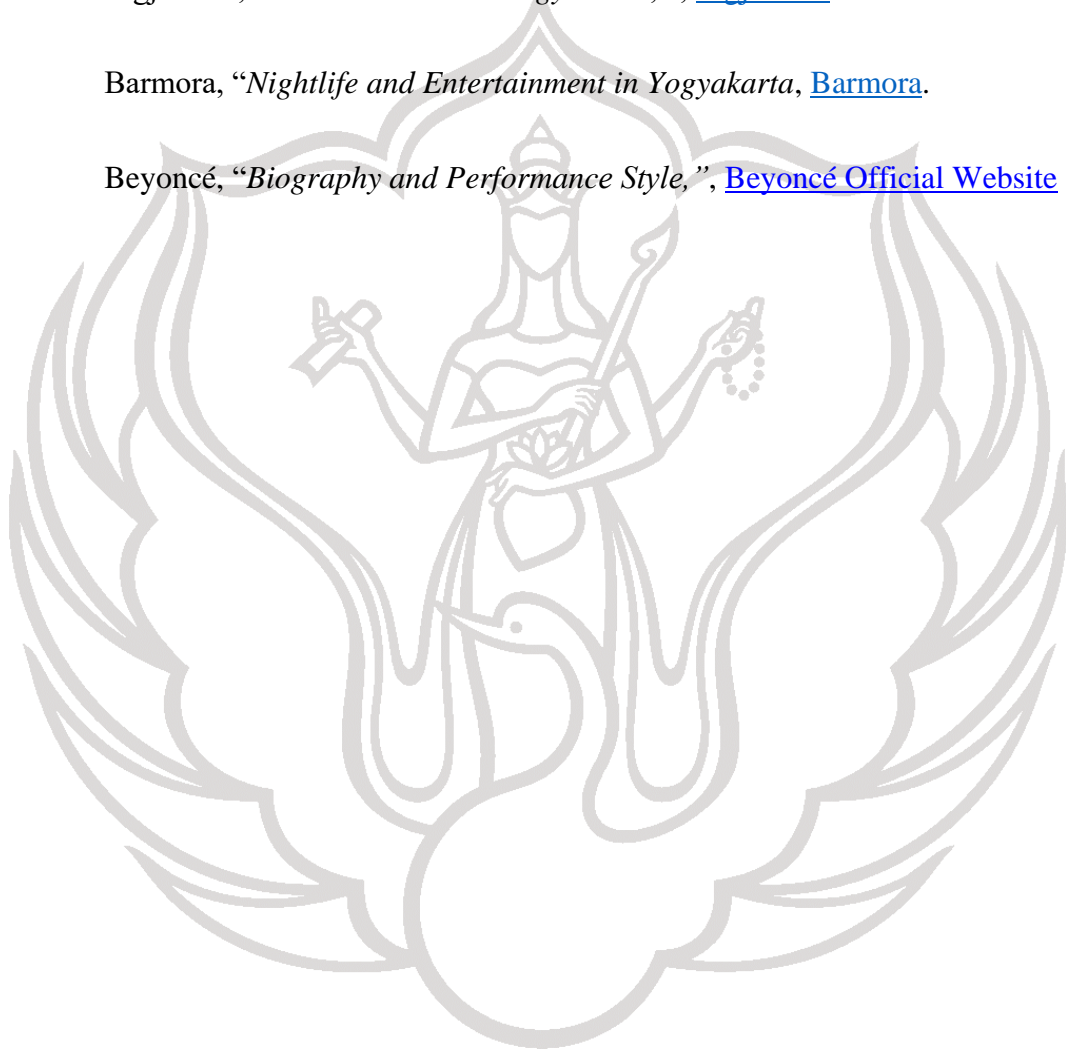 Barmora, “Nightlife and Entertainment in Yogyakarta, Barmora.
Beyoncé, “Biography and Performance Style,”, Beyoncé Official Website